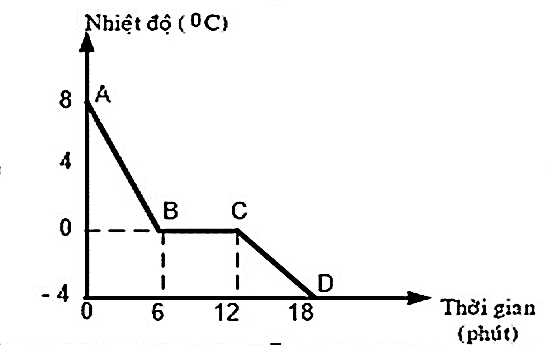 Nhiệt độ ( ⁰C)
8 A
4
0 B C
- 4 D
0 6 12 18 Thời gian
(phút)